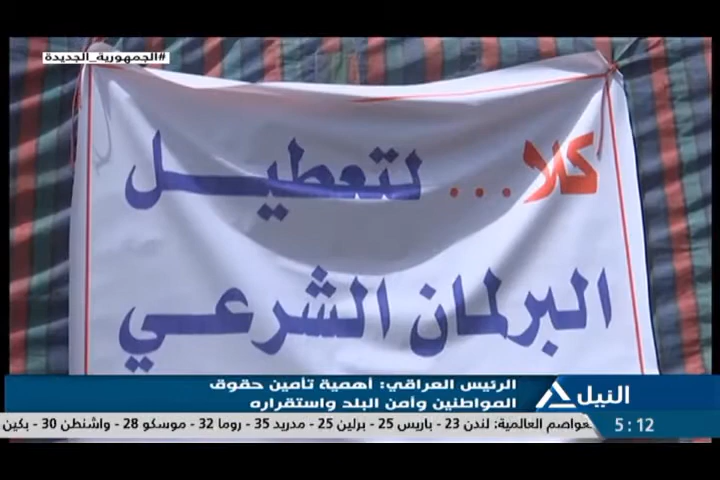 #الجمهورية_الجديدة
كلا... لتعطيل
البرلمان الشرعي
الرئيس العراقي: أهمية تأمين حقوق
المواطنين وأمن البلد واستقراره
النيل
5:12
العواصم العالمية: لندن 23 - باريس 25 - برلين 25 - مدريد 35 - روما 32 - موسكو 28 - واشنطن 30 - بكين